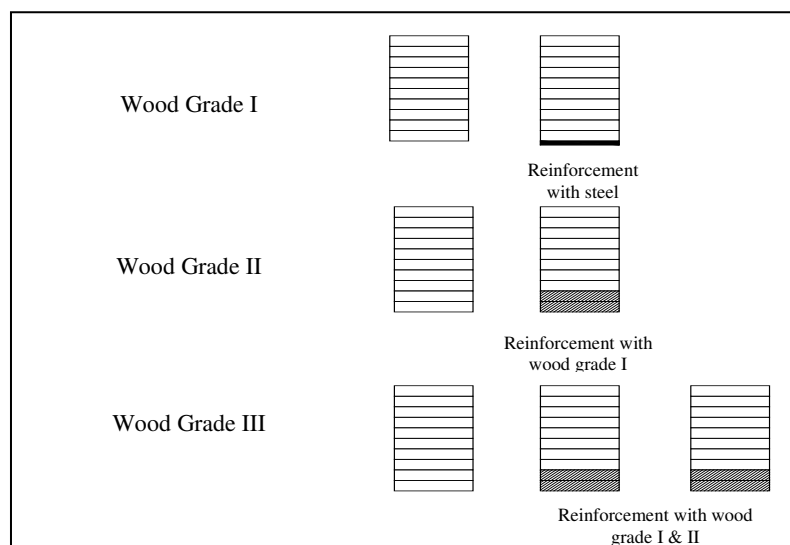 Wood Grade I
Reinforcement
with steel
Wood Grade II
Reinforcement with
wood grade I
Wood Grade III
Reinforcement with wood
grade I & II